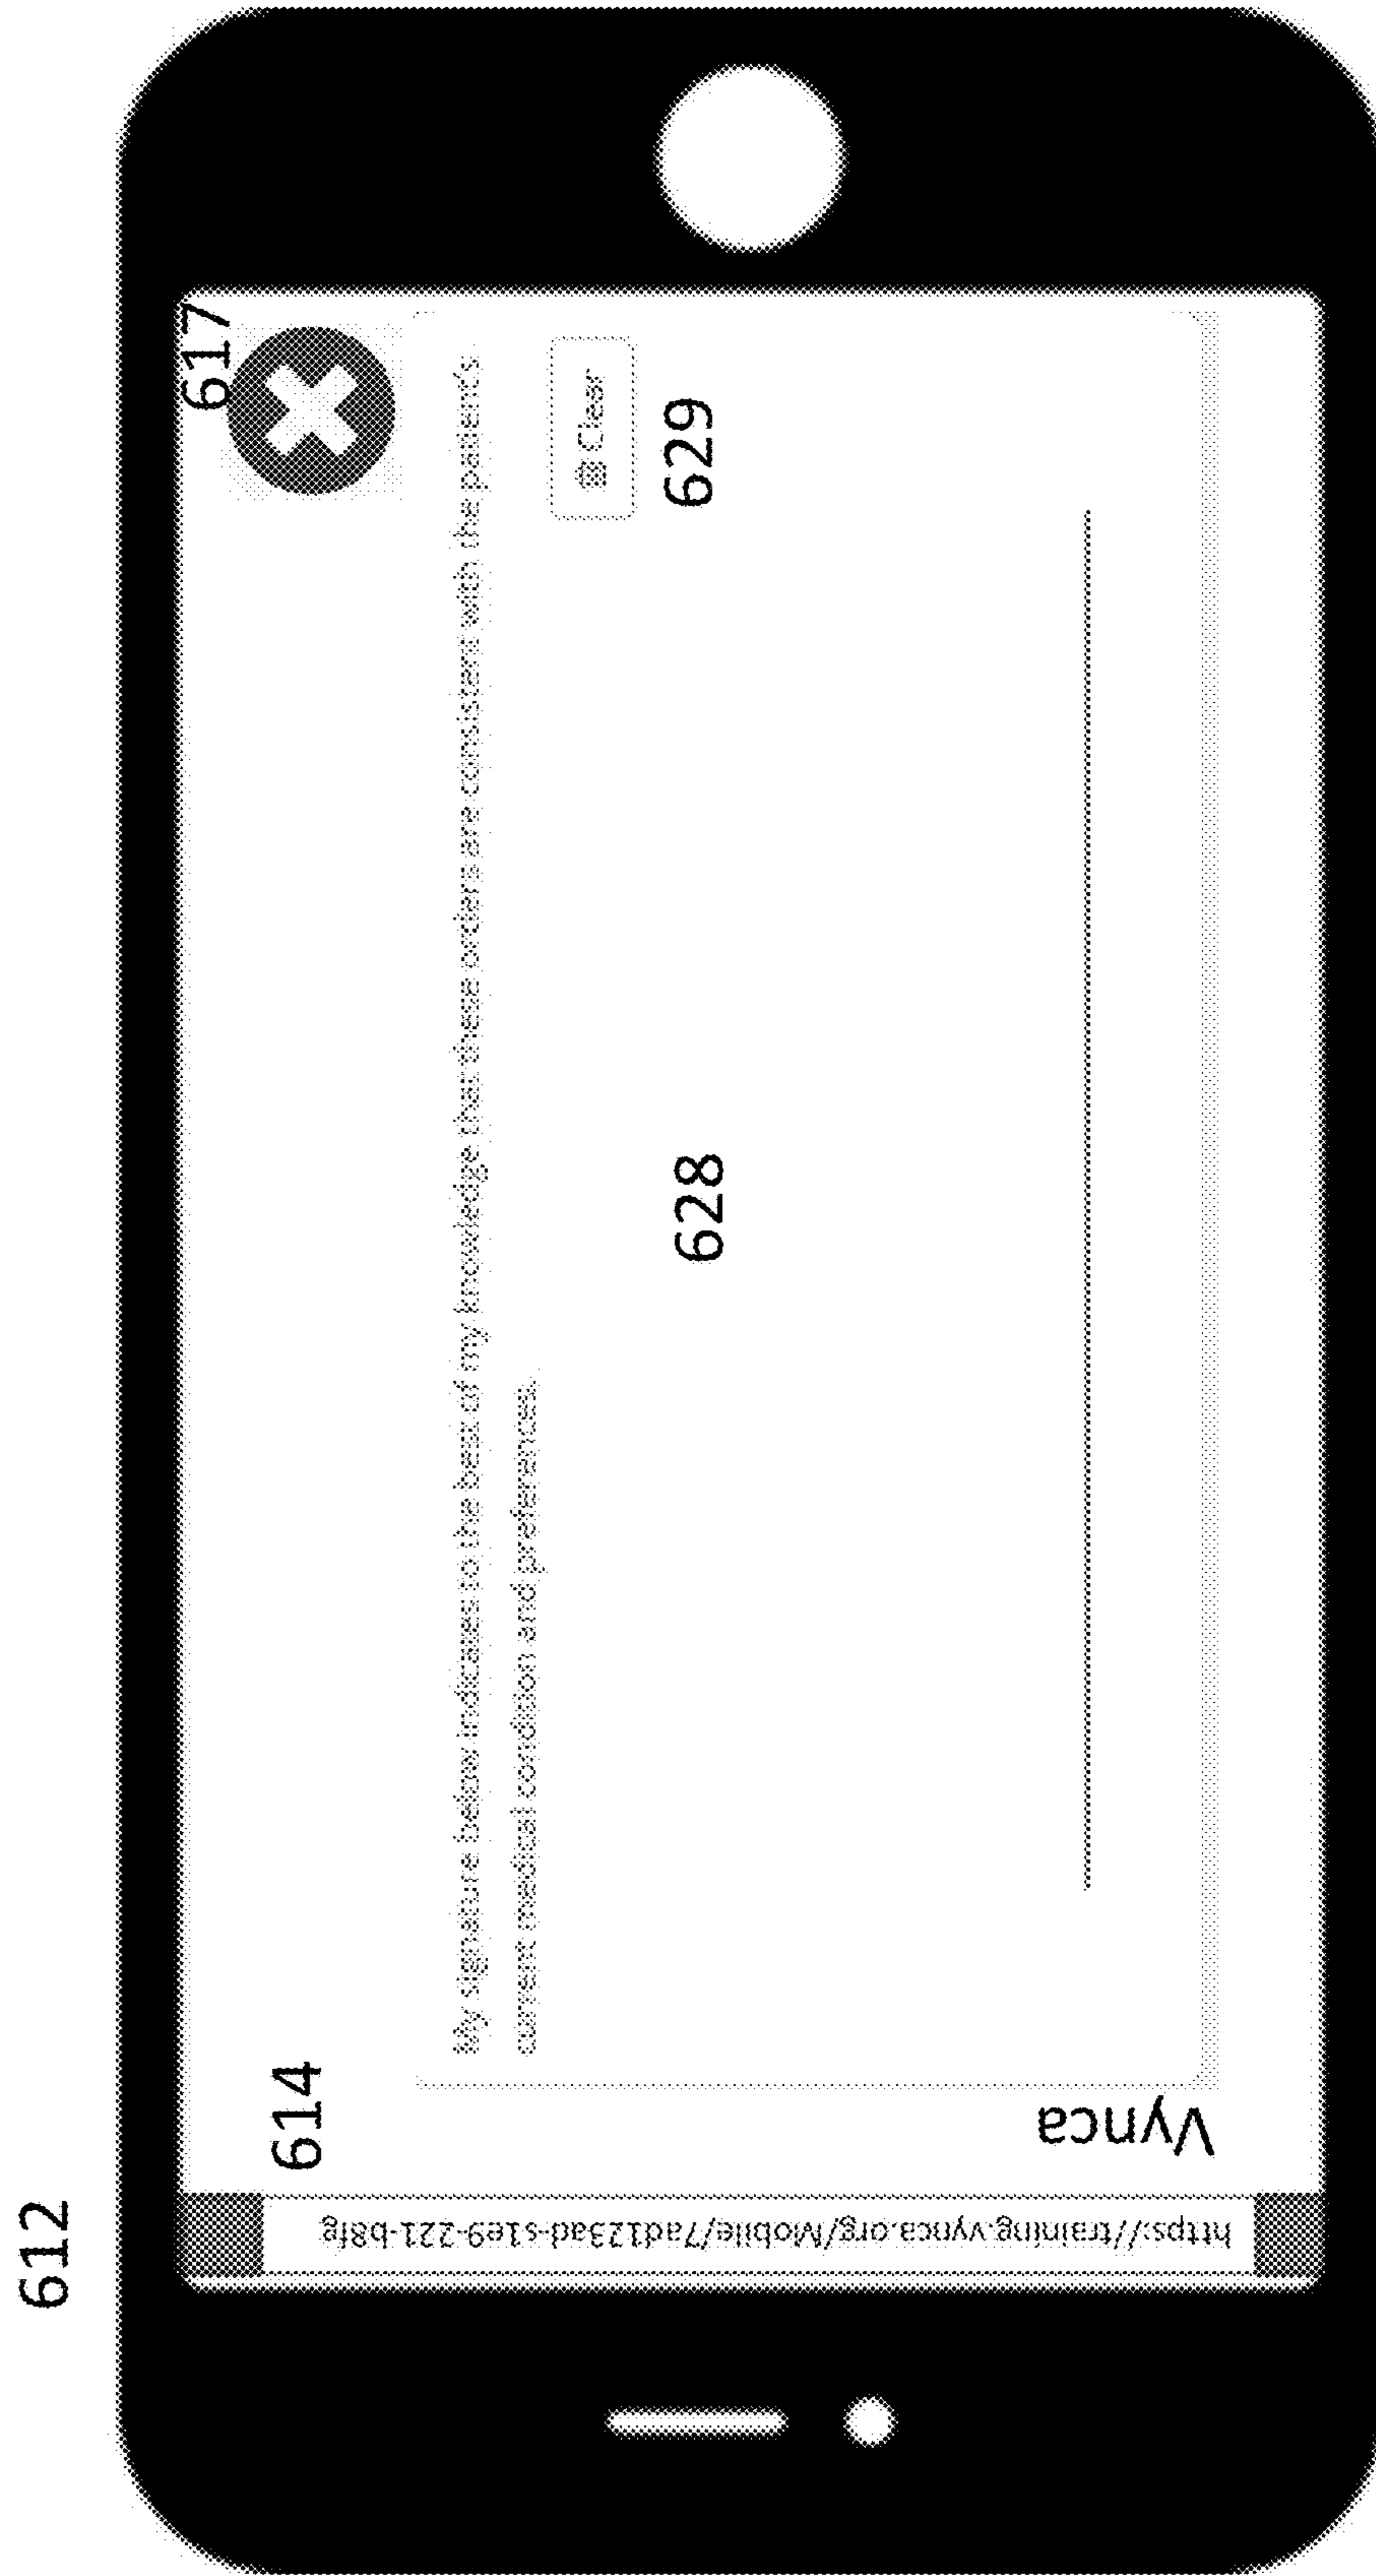 612
https://training.vynca.org/Mobile/7ad123ad-s1e9-221-b8fg
614
617
My signature below indicates to the best of my knowledge that these orders are consistent with the patient's
current medical condition and preferences.
Clear
629
628
Vynca